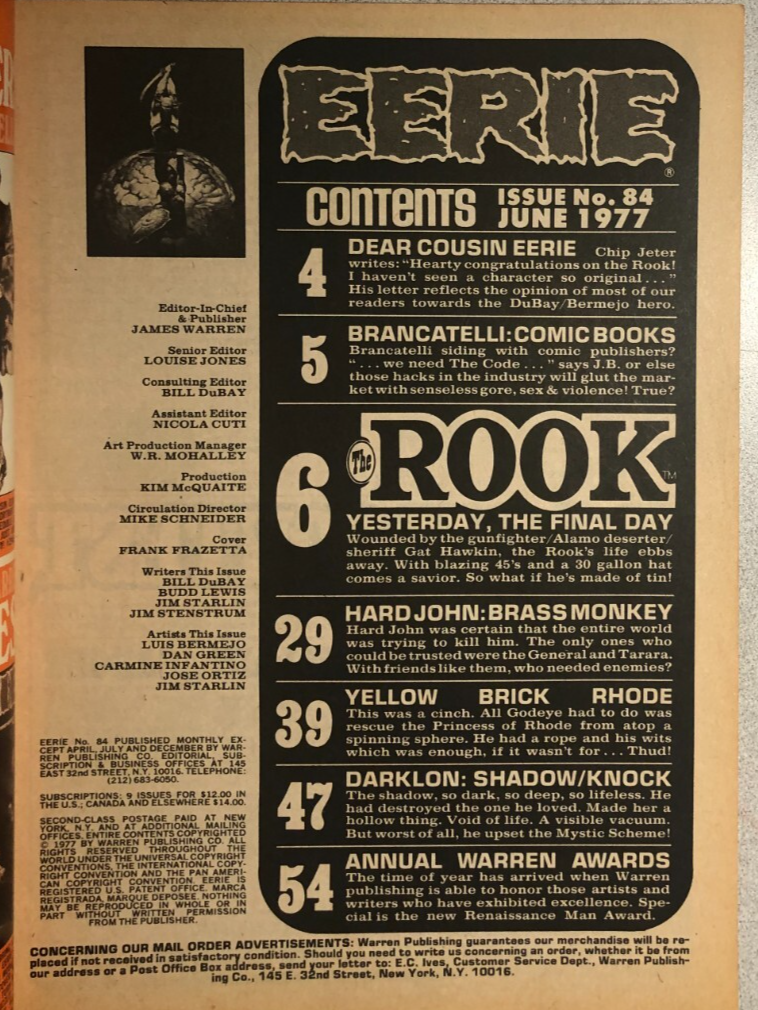 EERIE
®
CONTENTS
ISSUE No. 84
JUNE 1977
4
DEAR COUSIN EERIE Chip Jeter
writes: "Hearty congratulations on the Rook!
I haven't seen a character so original . . . "
His letter reflects the opinion of most of our
readers towards the DuBay/Bermejo hero.
5
BRANCATELLI: COMIC BOOKS
Brancatelli siding with comic publishers?
" . . . we need The Code . . . " says J.B. or else
those hacks in the industry will glut the mar-
ket with senseless gore, sex & violence! True?
6
The ROOK™
YESTERDAY, THE FINAL DAY
Wounded by the gunfighter/Alamo deserter/
sheriff Gat Hawkin, the Rook's life ebbs
away. With blazing 45's and a 30 gallon hat
comes a savior. So what if he's made of tin!
29
HARD JOHN: BRASS MONKEY
Hard John was certain that the entire world
was trying to kill him. The only ones who
could be trusted were the General and Tarara.
With friends like them, who needed enemies?
39
YELLOW BRICK RHODE
This was a cinch. All Godeye had to do was
rescue the Princess of Rhode from atop a
spinning sphere. He had a rope and his wits
which was enough, if it wasn't for . . . Thud!
47
DARKLON: SHADOW/KNOCK
The shadow, so dark, so deep, so lifeless. He
had destroyed the one he loved. Made her a
hollow thing. Void of life. A visible vacuum.
But worst of all, he upset the Mystic Scheme!
54
ANNUAL WARREN AWARDS
The time of year has arrived when Warren
publishing is able to honor those artists and
writers who have exhibited excellence. Spe-
cial is the new Renaissance Man Award.
Editor-In-Chief
& Publisher
JAMES WARREN
Senior Editor
LOUISE JONES
Consulting Editor
BILL DuBAY
Assistant Editor
NICOLA CUTI
Art Production Manager
W.R. MOHALLEY
Production
KIM McQUAITE
Circulation Director
MIKE SCHNEIDER
Cover
FRANK FRAZETTA
Writers This Issue
BILL DuBAY
BUDD LEWIS
JIM STARLIN
JIM STENSTRUM
Artists This Issue
LUIS BERMEJO
DAN GREEN
CARMINE INFANTINO
JOSE ORTIZ
JIM STARLIN
EERIE No. 84 PUBLISHED MONTHLY EX-
CEPT APRIL, JULY AND DECEMBER BY WAR-
REN PUBLISHING CO. EDITORIAL, SUB-
SCRIPTION & BUSINESS OFFICES AT 145
EAST 32nd STREET, N.Y. 10016. TELEPHONE:
(212) 683-6050.
SUBSCRIPTIONS: 9 ISSUES FOR $12.00 IN
THE U.S.; CANADA AND ELSEWHERE $14.00.
SECOND-CLASS POSTAGE PAID AT NEW
YORK, N.Y. AND AT ADDITIONAL MAILING
OFFICES. ENTIRE CONTENTS COPYRIGHTED
© 1977 BY WARREN PUBLISHING CO. ALL
RIGHTS RESERVED THROUGHOUT THE
WORLD UNDER THE UNIVERSAL COPYRIGHT
CONVENTIONS, THE INTERNATIONAL COPY-
RIGHT CONVENTION AND THE PAN AMERI-
CAN COPYRIGHT CONVENTION. EERIE IS
REGISTERED U.S. PATENT OFFICE. MARCA
REGISTRADA, MARQUE DEPOSEE. NOTHING
MAY BE REPRODUCED IN WHOLE OR IN
PART WITHOUT WRITTEN PERMISSION
FROM THE PUBLISHER.
CONCERNING OUR MAIL ORDER ADVERTISEMENTS: Warren Publishing guarantees our merchandise will be re-
placed if not received in satisfactory condition. Should you need to write us concerning an order, whether it be from
our address or a Post Office Box address, send your letter to: E.C. Ives, Customer Service Dept., Warren Publish-
ing Co., 145 E. 32nd Street, New York, N.Y. 10016.